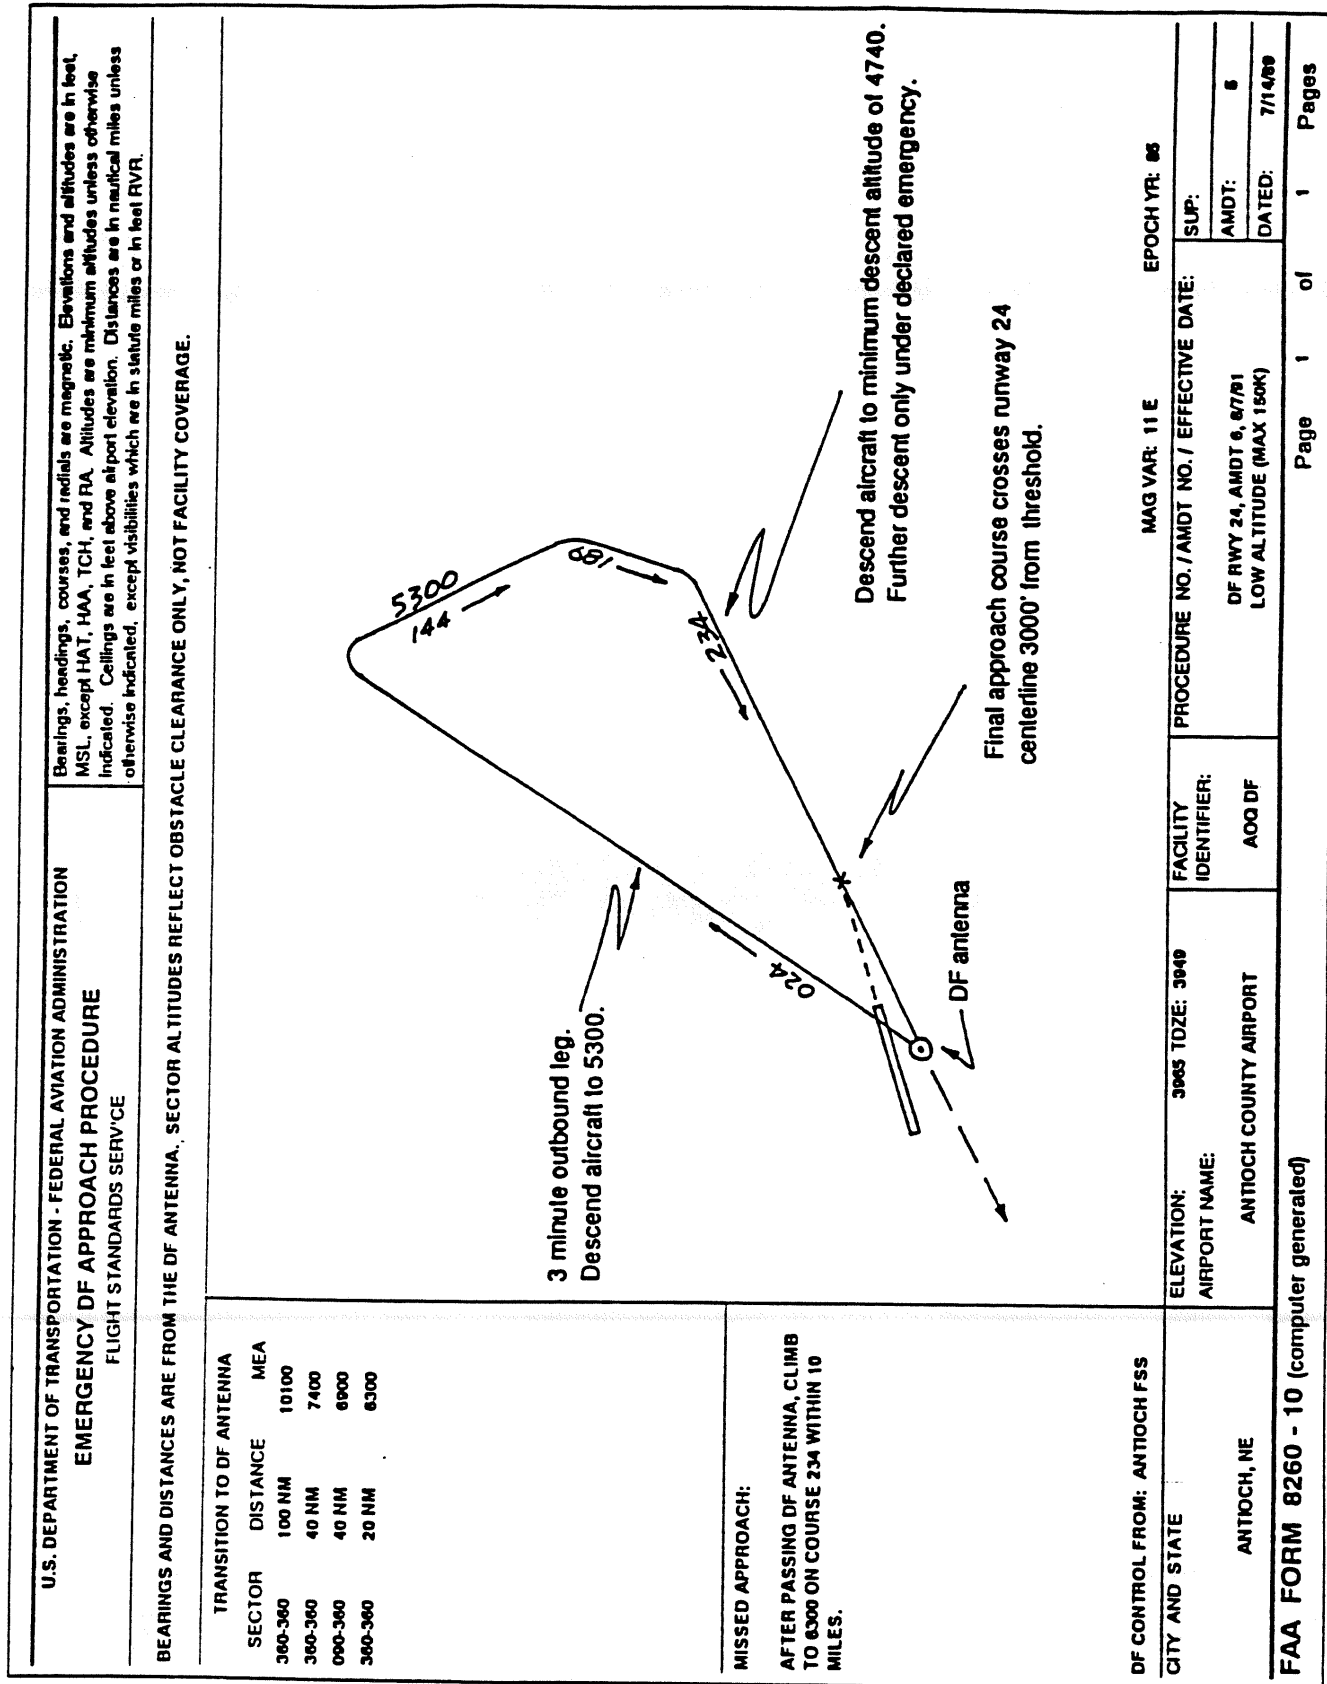 U.S. DEPARTMENT OF TRANSPORTATION - FEDERAL AVIATION ADMINISTRATION
EMERGENCY DF APPROACH PROCEDURE
FLIGHT STANDARDS SERVICE
Bearings, headings, courses, and radials are magnetic. Elevations and altitudes are in feet,
MSL, except HAT, HAA, TCH, and RA. Altitudes are minimum altitudes unless otherwise
indicated. Ceilings are in feet above airport elevation. Distances are in nautical miles unless
otherwise indicated, except visibilities which are in statute miles or in feet RVR.
BEARINGS AND DISTANCES ARE FROM THE DF ANTENNA. SECTOR ALTITUDES REFLECT OBSTACLE CLEARANCE ONLY, NOT FACILITY COVERAGE.
TRANSITION TO DF ANTENNA
SECTOR DISTANCE MEA
360-360 100 NM 10100
360-360 40 NM 7400
090-360 40 NM 6900
360-360 20 NM 6300
MISSED APPROACH:
AFTER PASSING DF ANTENNA, CLIMB
TO 6300 ON COURSE 234 WITHIN 10
MILES.
DF CONTROL FROM: ANTIOCH FSS
3 minute outbound leg.
Descend aircraft to 5300.
024
5300
144
189
234
Descend aircraft to minimum descent altitude of 4740.
Further descent only under declared emergency.
Final approach course crosses runway 24
centerline 3000' from threshold.
DF antenna
MAG VAR: 11 E EPOCH YR: 85
CITY AND STATE
ANTIOCH, NE
ELEVATION: 3965 TDZE: 3949
AIRPORT NAME:
ANTIOCH COUNTY AIRPORT
FACILITY
IDENTIFIER:
AOQ DF
PROCEDURE NO. / AMDT NO. / EFFECTIVE DATE:
DF RWY 24, AMDT 6, 6/7/91
LOW ALTITUDE (MAX 150K)
SUP:
AMDT: 5
DATED: 7/14/89
FAA FORM 8260 - 10 (computer generated)
Page 1 of 1 Pages